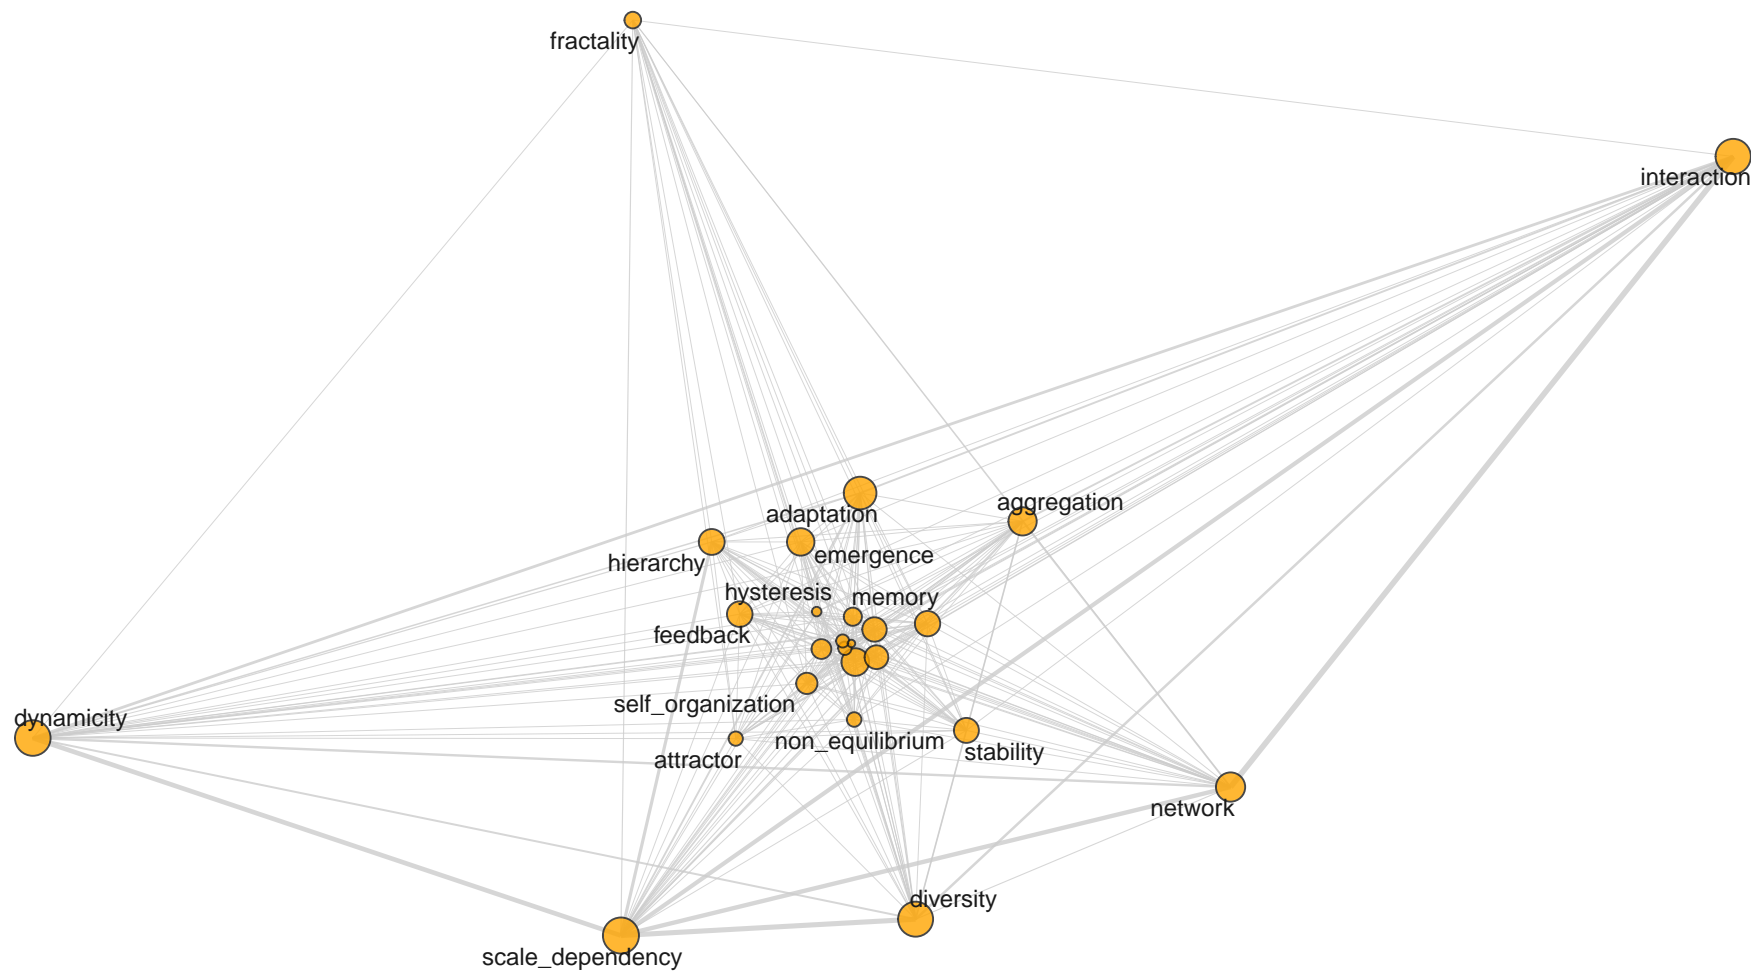 fractality
interaction
aggregation
adaptation
emergence
hierarchy
hysteresis
memory
feedback
self_organization
dynamicity
non_equilibrium
stability
attractor
network
diversity
scale_dependency